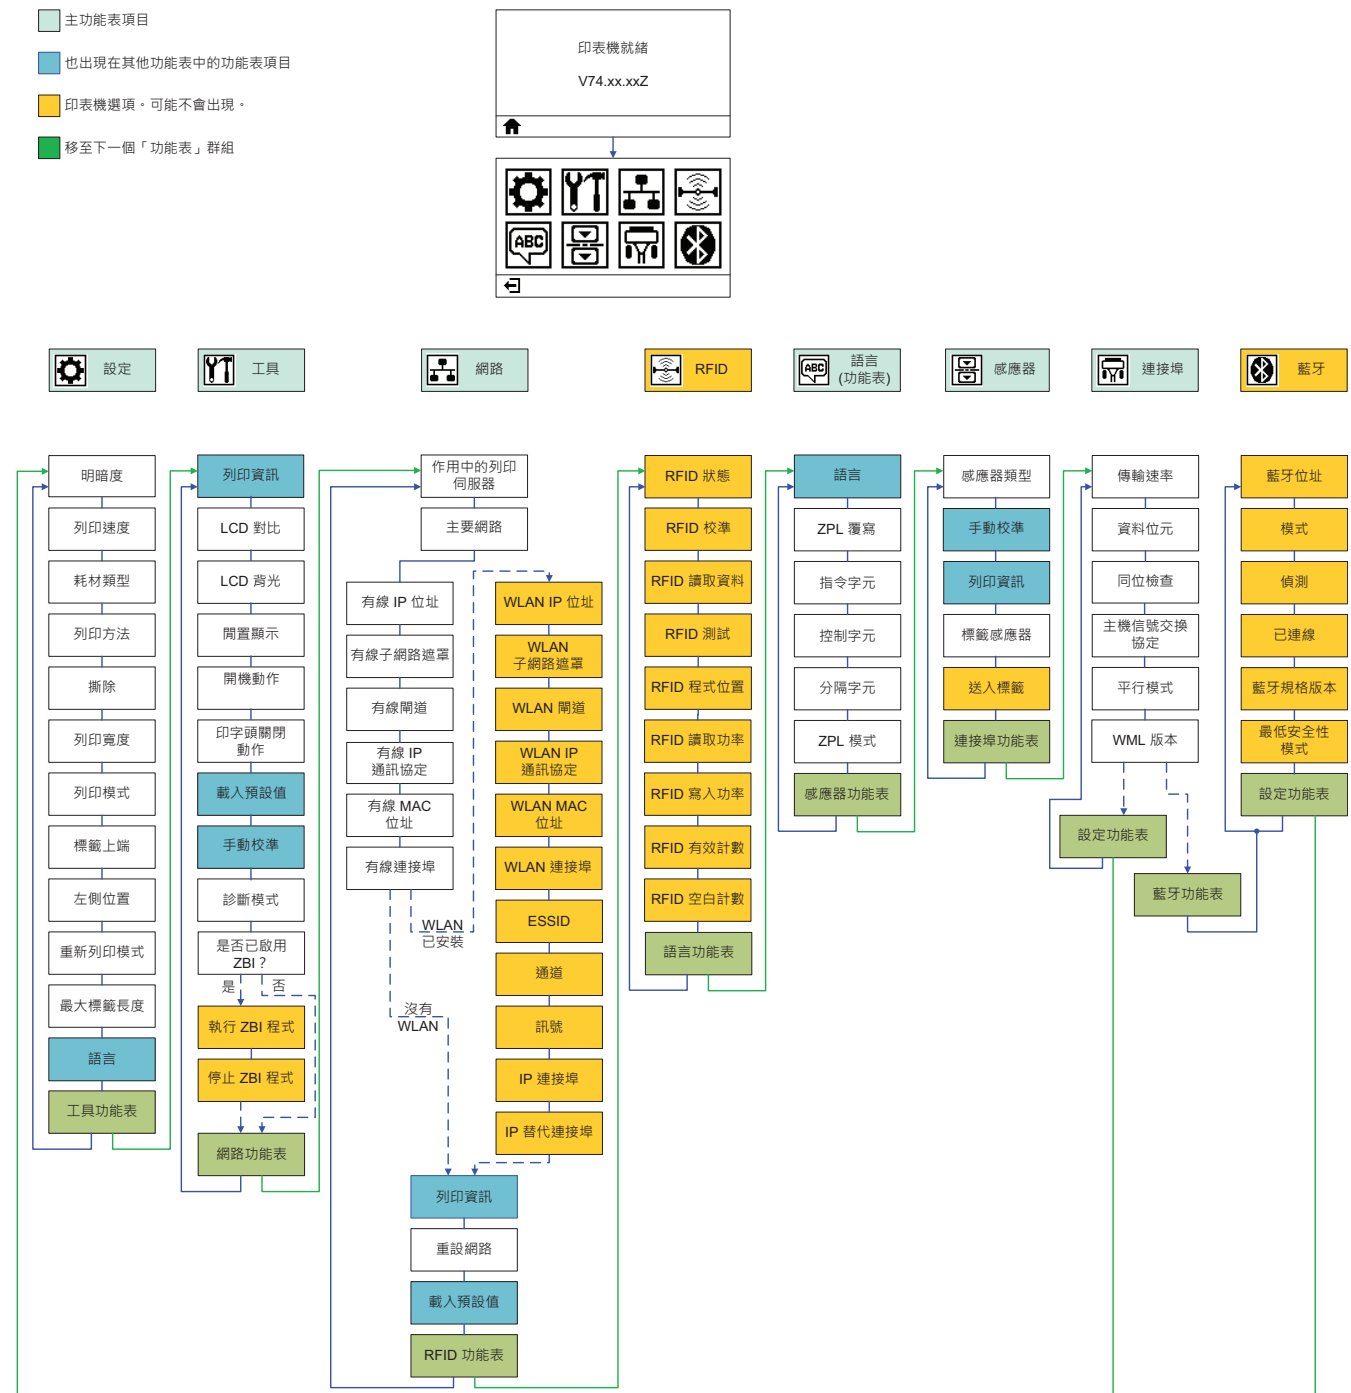 主功能表項目
也出現在其他功能表中的功能表項目
印表機選項。可能不會出現。
移至下一個「功能表」群組
印表機就緒
V74.xx.xxZ
ABC
設定
工具
網路
RFID
ABC
語言
(功能表)
感應器
連接埠
藍牙
明暗度
列印速度
耗材類型
列印方法
撕除
列印寬度
列印模式
標籤上端
左側位置
重新列印模式
最大標籤長度
語言
工具功能表
列印資訊
LCD 對比
LCD 背光
閒置顯示
開機動作
印字頭關閉
動作
載入預設值
手動校準
診斷模式
是否已啟用
ZBI？
是
否
執行 ZBI 程式
停止 ZBI 程式
網路功能表
作用中的列印
伺服器
主要網路
有線 IP 位址
有線子網路遮罩
有線閘道
有線 IP
通訊協定
有線 MAC
位址
有線連接埠
WLAN
已安裝
沒有
WLAN
WLAN IP 位址
WLAN
子網路遮罩
WLAN 閘道
WLAN IP
通訊協定
WLAN MAC
位址
WLAN 連接埠
ESSID
通道
訊號
IP 連接埠
IP 替代連接埠
列印資訊
重設網路
載入預設值
RFID 功能表
RFID 狀態
RFID 校準
RFID 讀取資料
RFID 測試
RFID 程式位置
RFID 讀取功率
RFID 寫入功率
RFID 有效計數
RFID 空白計數
語言功能表
語言
ZPL 覆寫
指令字元
控制字元
分隔字元
ZPL 模式
感應器功能表
感應器類型
手動校準
列印資訊
標籤感應器
送入標籤
連接埠功能表
傳輸速率
資料位元
同位檢查
主機信號交換
協定
平行模式
WML 版本
設定功能表
藍牙功能表
藍牙位址
模式
偵測
已連線
藍牙規格版本
最低安全性
模式
設定功能表